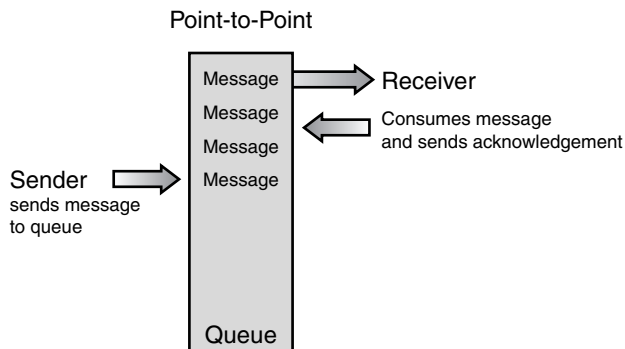 Point-to-Point
Message
Receiver
Message
Consumes message
and sends acknowledgement
Message
Message
Sender
sends message
to queue
Queue